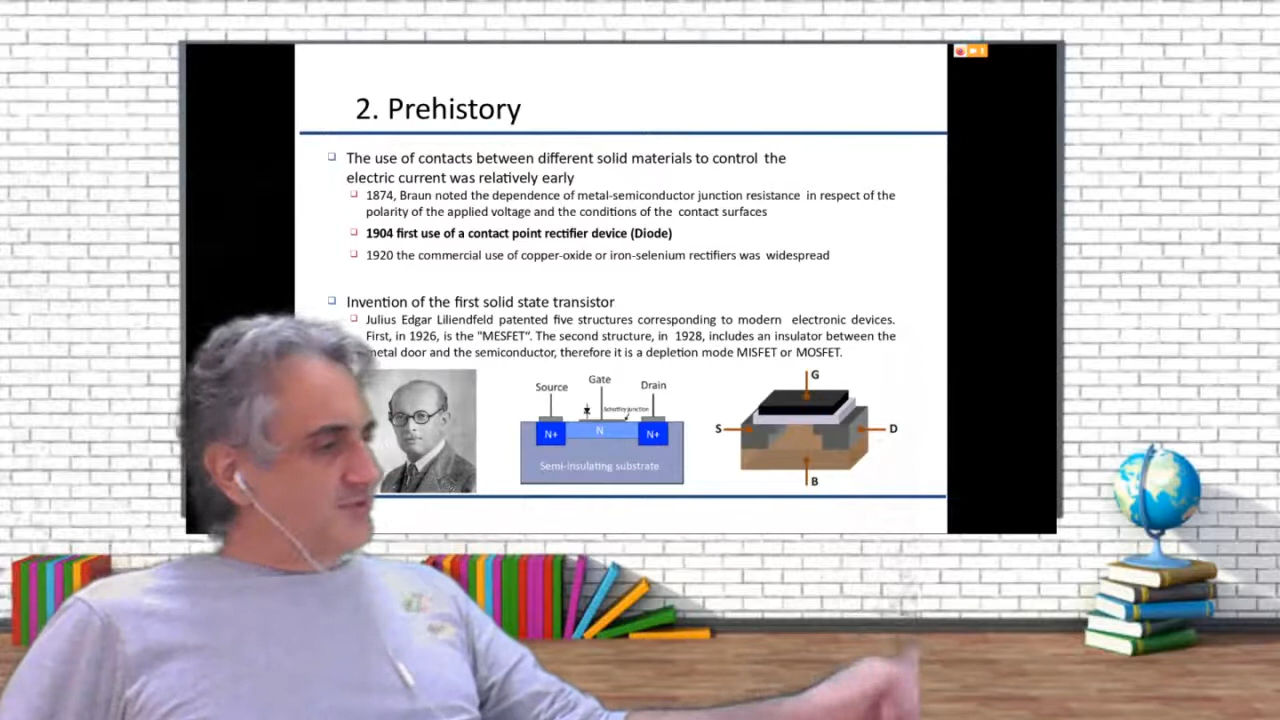 2. Prehistory
The use of contacts between different solid materials to control the
electric current was relatively early
1874, Braun noted the dependence of metal-semiconductor junction resistance in respect of the
polarity of the applied voltage and the conditions of the contact surfaces
1904 first use of a contact point rectifier device (Diode)
1920 the commercial use of copper-oxide or iron-selenium rectifiers was widespread
Invention of the first solid state transistor
Julius Edgar Liliendfeld patented five structures corresponding to modern electronic devices.
First, in 1926, is the "MESFET". The second structure, in 1928, includes an insulator between the
metal door and the semiconductor, therefore it is a depletion mode MISFET or MOSFET.
Source
Gate
Drain
Schottky junction
N+
N
N+
Semi-insulating substrate
G
S
D
B